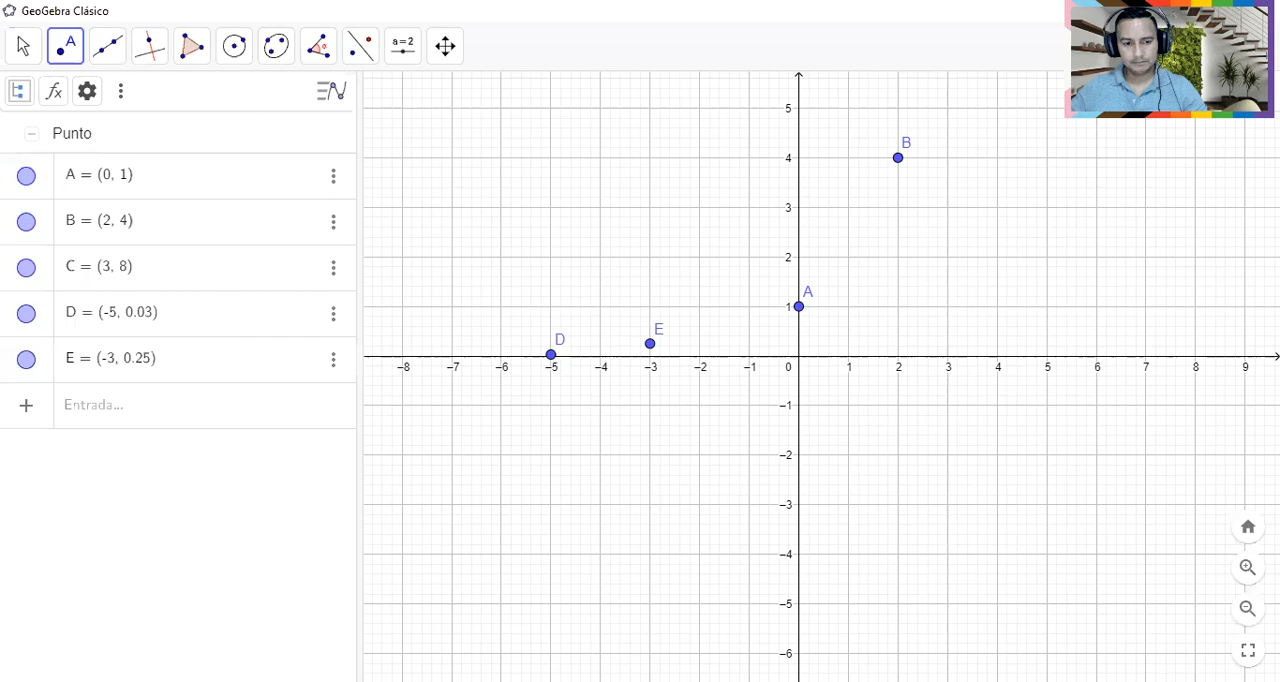 GeoGebra Clásico
A
a=2
fx
Punto
A = (0, 1)
B = (2, 4)
C = (3, 8)
D = (-5, 0.03)
E = (-3, 0.25)
Entrada...
5
B
4
3
2
A
1
E
D
−8 −7 −6 −5 −4 −3 −2 −1 0 1 2 3 4 5 6 7 8 9
−1
−2
−3
−4
−5
−6